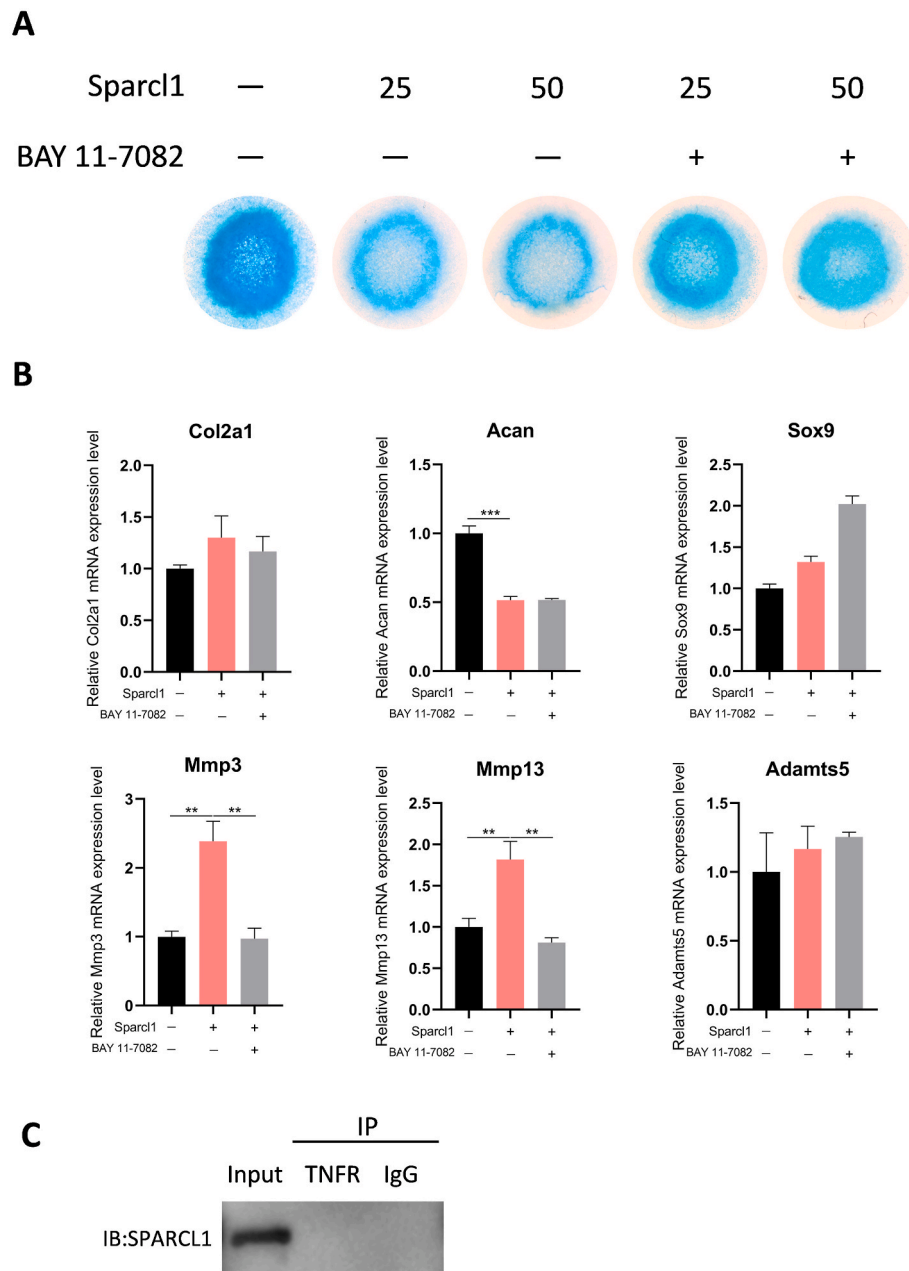 A
Sparcl1 — 25 50 25 50
BAY 11-7082 — — — + +
B
Col2a1
Relative Col2a1 mRNA expression level
2.0
1.5
1.0
0.5
0.0
Sparcl1 — + +
BAY 11-7082 — — +
Acan
Relative Acan mRNA expression level
1.5
1.0
0.5
0.0
***
Sparcl1 — + +
BAY 11-7082 — — +
Sox9
Relative Sox9 mRNA expression level
2.5
2.0
1.5
1.0
0.5
0.0
Sparcl1 — + +
BAY 11-7082 — — +
Mmp3
Relative Mmp3 mRNA expression level
3
2
1
0
** **
Sparcl1 — + +
BAY 11-7082 — — +
Mmp13
Relative Mmp13 mRNA expression level
2.5
2.0
1.5
1.0
0.5
0.0
** **
Sparcl1 — + +
BAY 11-7082 — — +
Adamts5
Relative Adamts5 mRNA expression level
1.5
1.0
0.5
0.0
Sparcl1 — + +
BAY 11-7082 — — +
C
IP
Input TNFR IgG
IB:SPARCL1